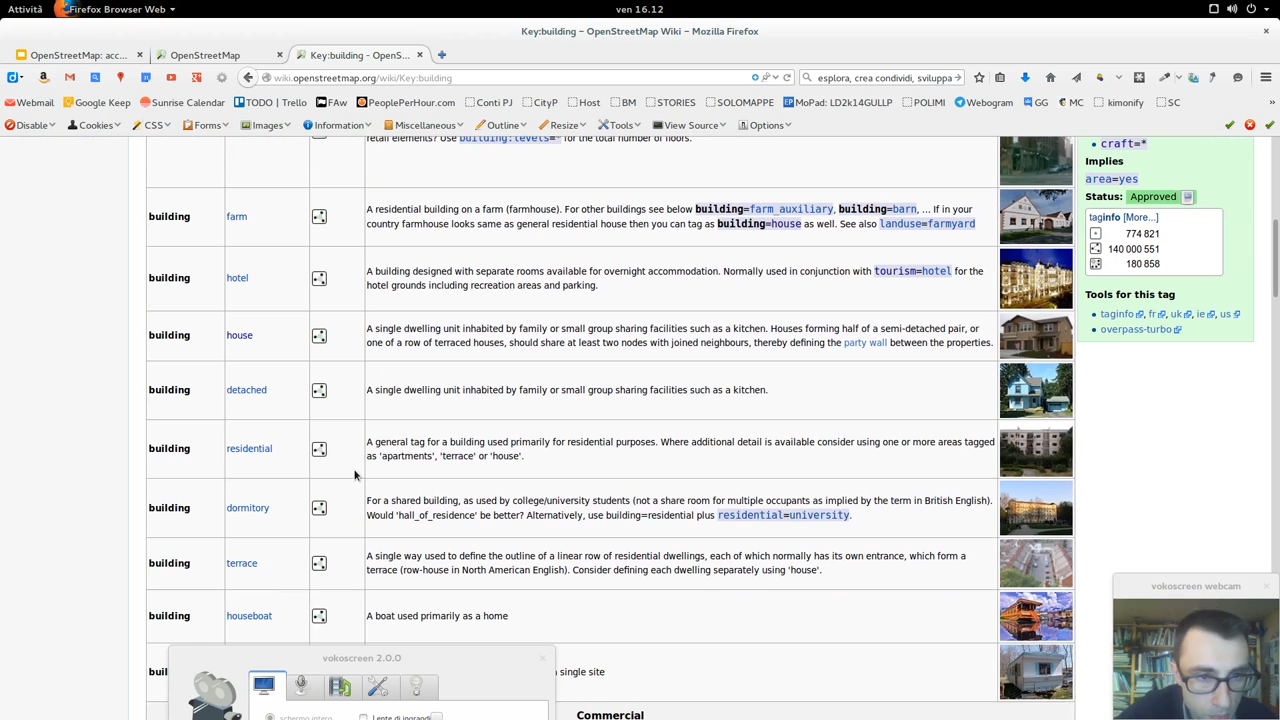 Attività Firefox Browser Web ven 16.12
Key:building – OpenStreetMap Wiki – Mozilla Firefox
OpenStreetMap: acc... OpenStreetMap Key:building - OpenS...
wiki.openstreetmap.org/wiki/Key:building esplora, crea condividi, sviluppa
Webmail Google Keep Sunrise Calendar TODO | Trello FAw PeoplePerHour.com Conti PJ CityP Host BM STORIES SOLOMAPPE MoPad: LD2k14GULLP POLIMI Webogram GG MC kimonify SC
Disable Cookies CSS Forms Images Information Miscellaneous Outline Resize Tools View Source Options
retail elements? Use building:levels=* for the total number of floors.
building farm A residential building on a farm (farmhouse). For other buildings see below building=farm_auxiliary, building=barn, ... If in your
country farmhouse looks same as general residential house then you can tag as building=house as well. See also landuse=farmyard
building hotel A building designed with separate rooms available for overnight accommodation. Normally used in conjunction with tourism=hotel for the
hotel grounds including recreation areas and parking.
building house A single dwelling unit inhabited by family or small group sharing facilities such as a kitchen. Houses forming half of a semi-detached pair, or
one of a row of terraced houses, should share at least two nodes with joined neighbours, thereby defining the party wall between the properties.
building detached A single dwelling unit inhabited by family or small group sharing facilities such as a kitchen.
building residential A general tag for a building used primarily for residential purposes. Where additional detail is available consider using one or more areas tagged
as 'apartments', 'terrace' or 'house'.
building dormitory For a shared building, as used by college/university students (not a share room for multiple occupants as implied by the term in British English).
Would 'hall_of_residence' be better? Alternatively, use building=residential plus residential=university.
building terrace A single way used to define the outline of a linear row of residential dwellings, each of which normally has its own entrance, which form a
terrace (row-house in North American English). Consider defining each dwelling separately using 'house'.
building houseboat A boat used primarily as a home
single site
Commercial
craft=*
Implies
area=yes
Status: Approved
taginfo [More...]
774 821
140 000 551
180 858
Tools for this tag
taginfo, fr, uk, ie, us
overpass-turbo
vokoscreen webcam
vokoscreen 2.0.0
schermo intero Lente di ingrandi